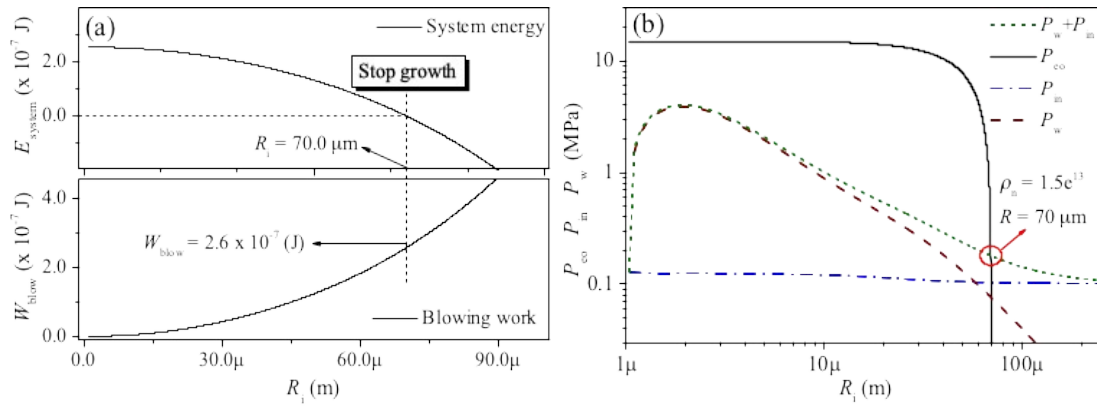 (a)
System energy
Stop growth
R_i = 70.0 μm
2.0
0.0
E_system (x 10^-7 J)
W_blow = 2.6 x 10^-7 (J)
Blowing work
4.0
2.0
0.0
W_blow (x 10^-7 J)
0.0 30.0μ 60.0μ 90.0μ
R_i (m)
(b)
P_w+P_in
P_co
P_in
P_w
ρ_n = 1.5e^13
R = 70 μm
10
1
0.1
P_co P_in P_w (MPa)
1μ 10μ 100μ
R_i (m)